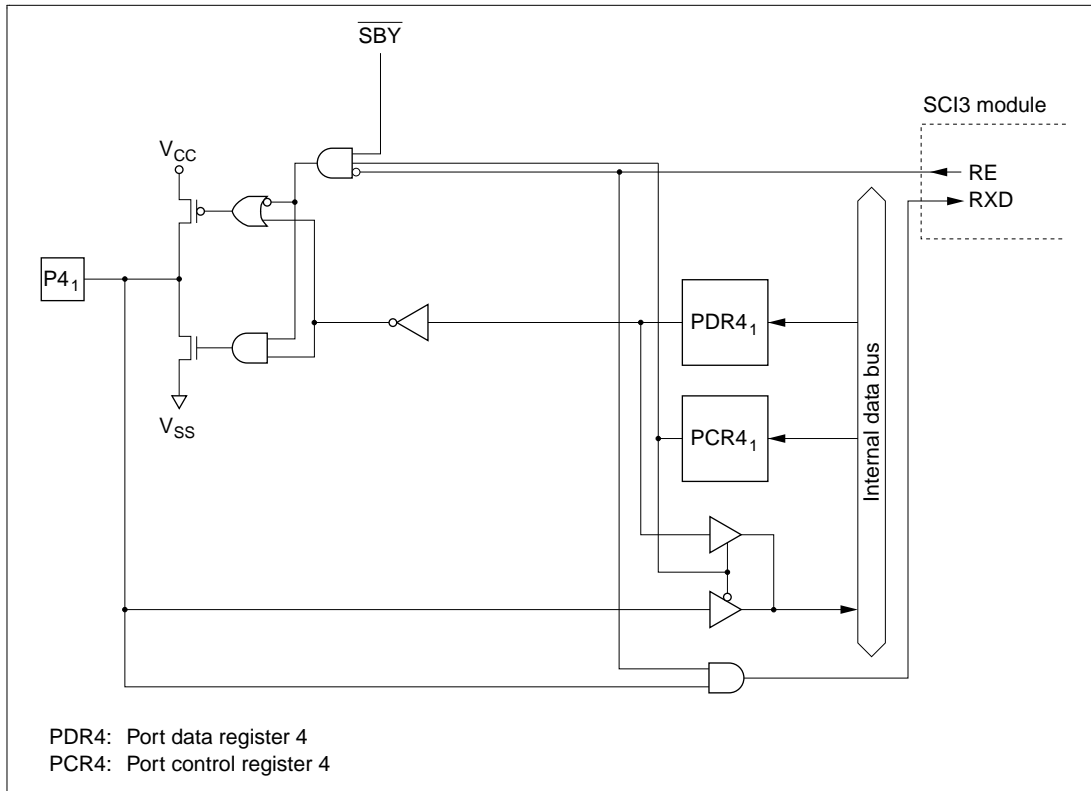 SBY
SCI3 module
VCC
RE
RXD
P41
PDR41
PCR41
Internal data bus
VSS
PDR4: Port data register 4
PCR4: Port control register 4